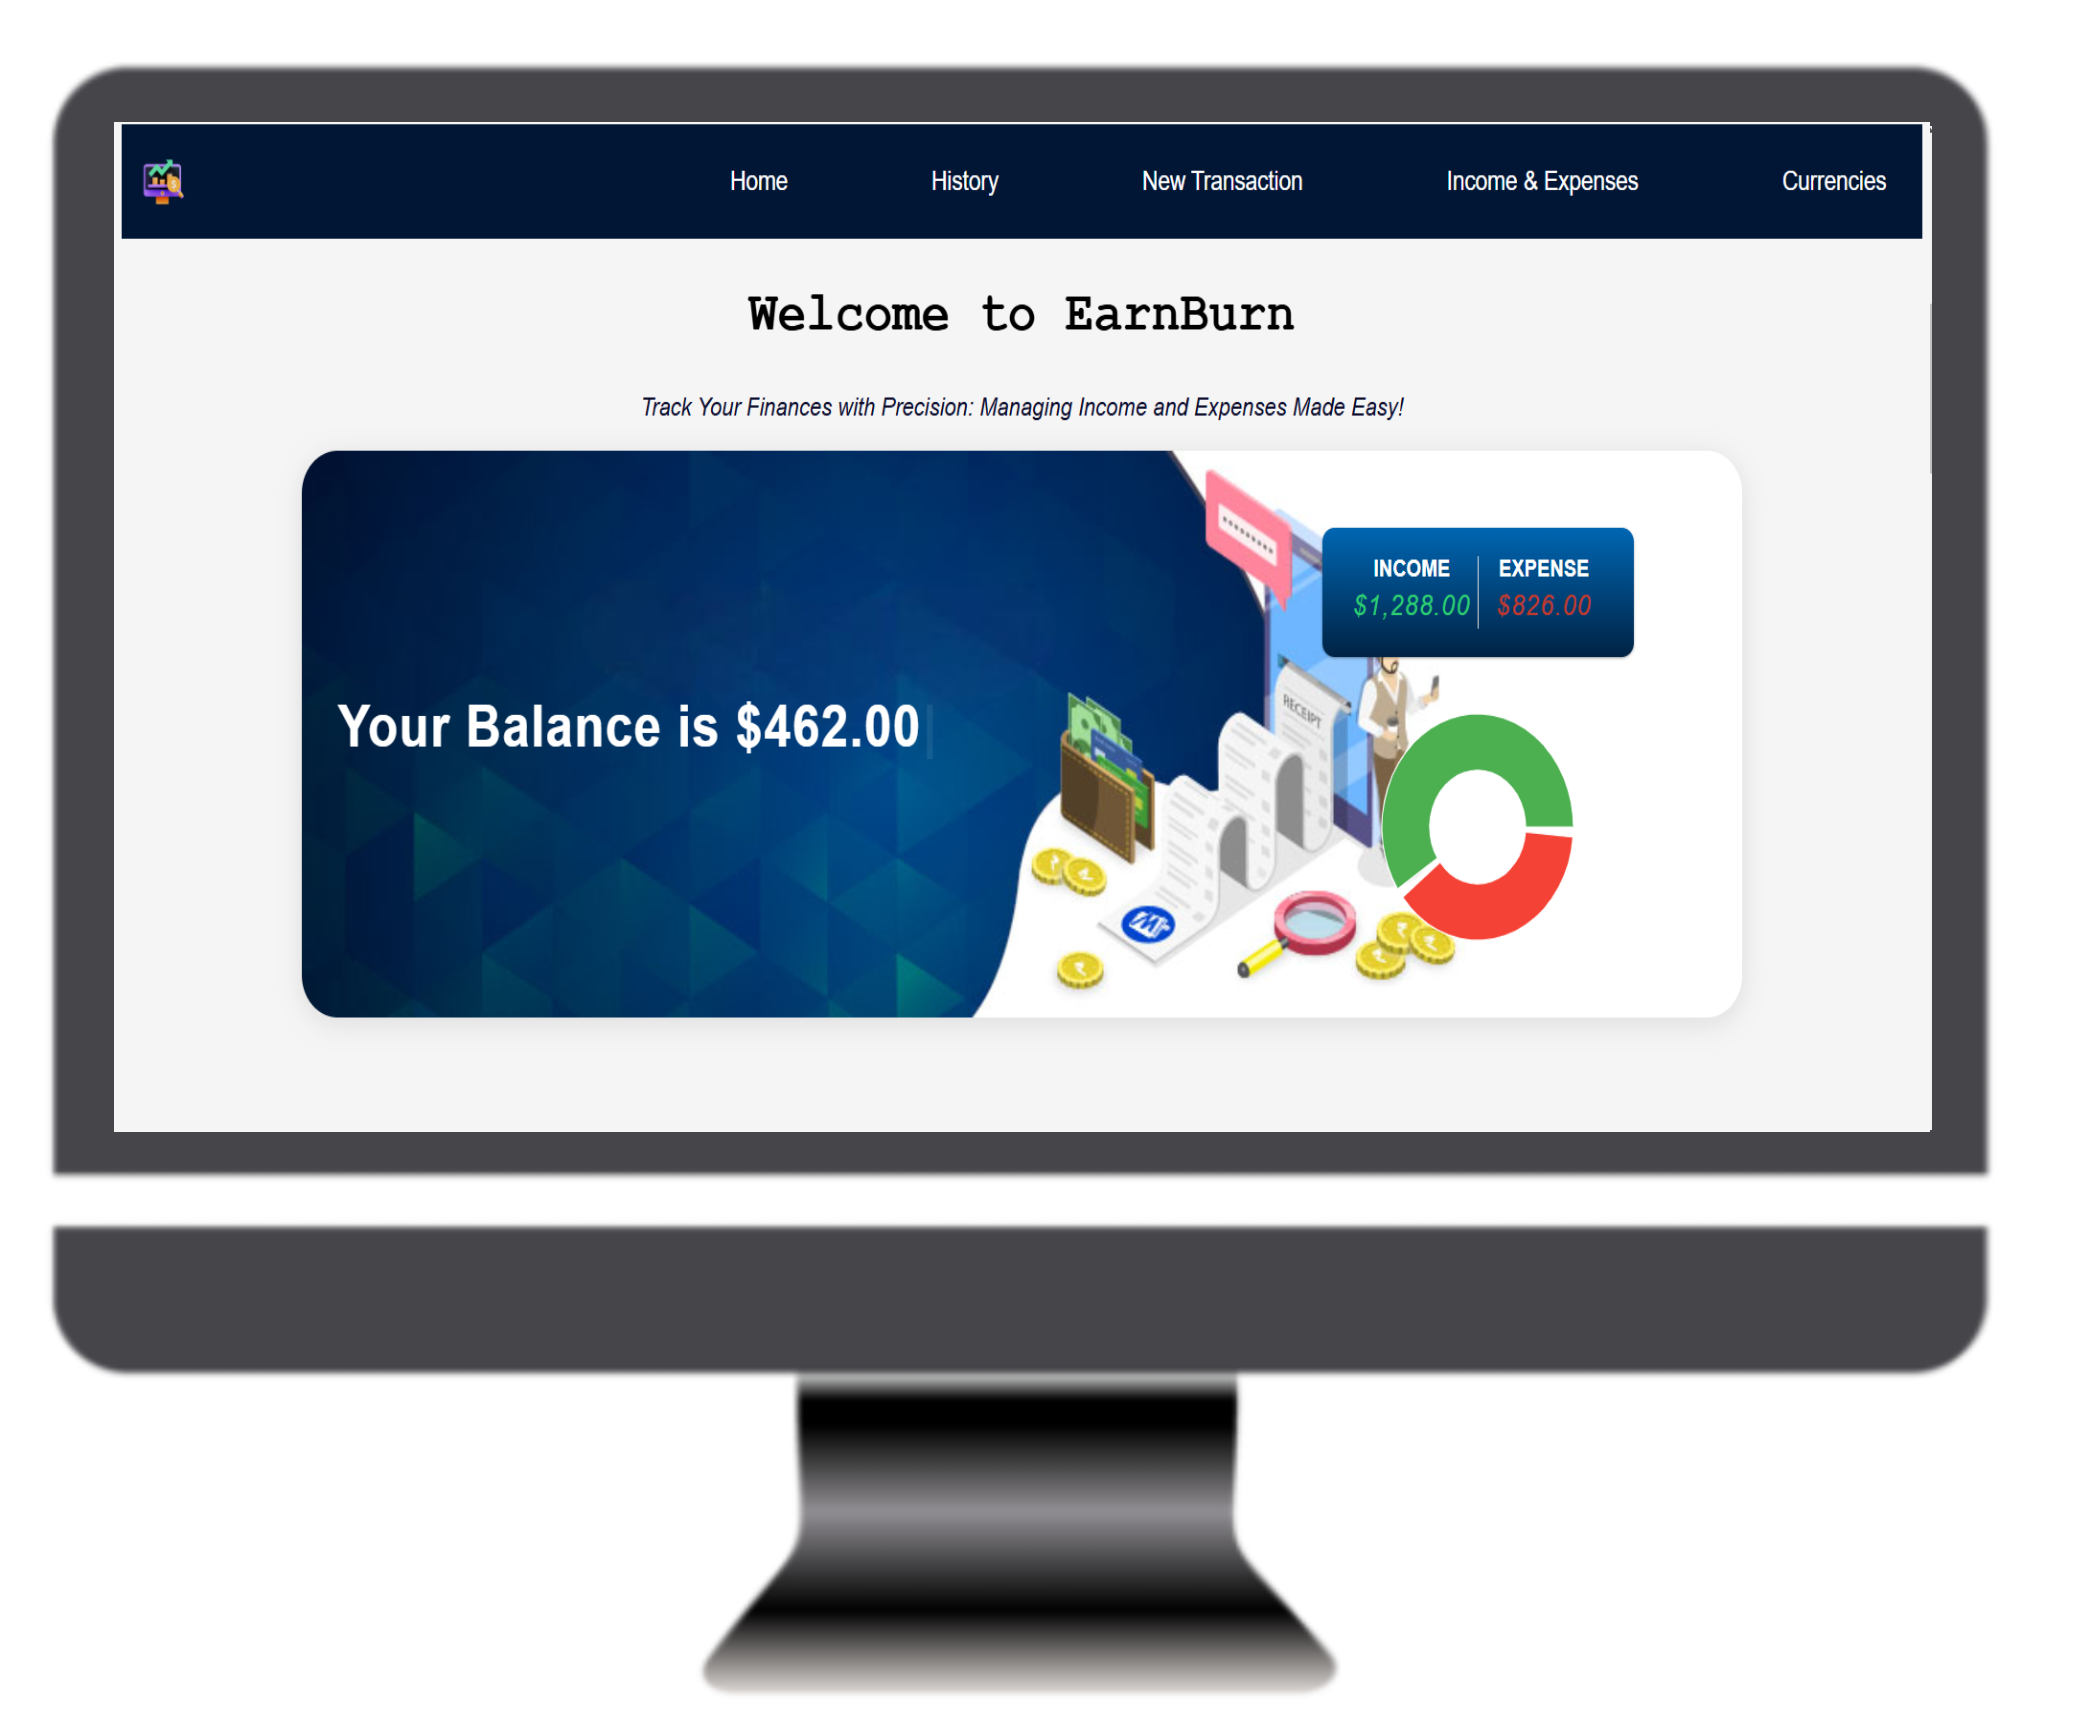 Home History New Transaction Income & Expenses Currencies
Welcome to EarnBurn
Track Your Finances with Precision: Managing Income and Expenses Made Easy!
INCOME EXPENSE
$1,288.00 $826.00
RECEIPT
Your Balance is $462.00